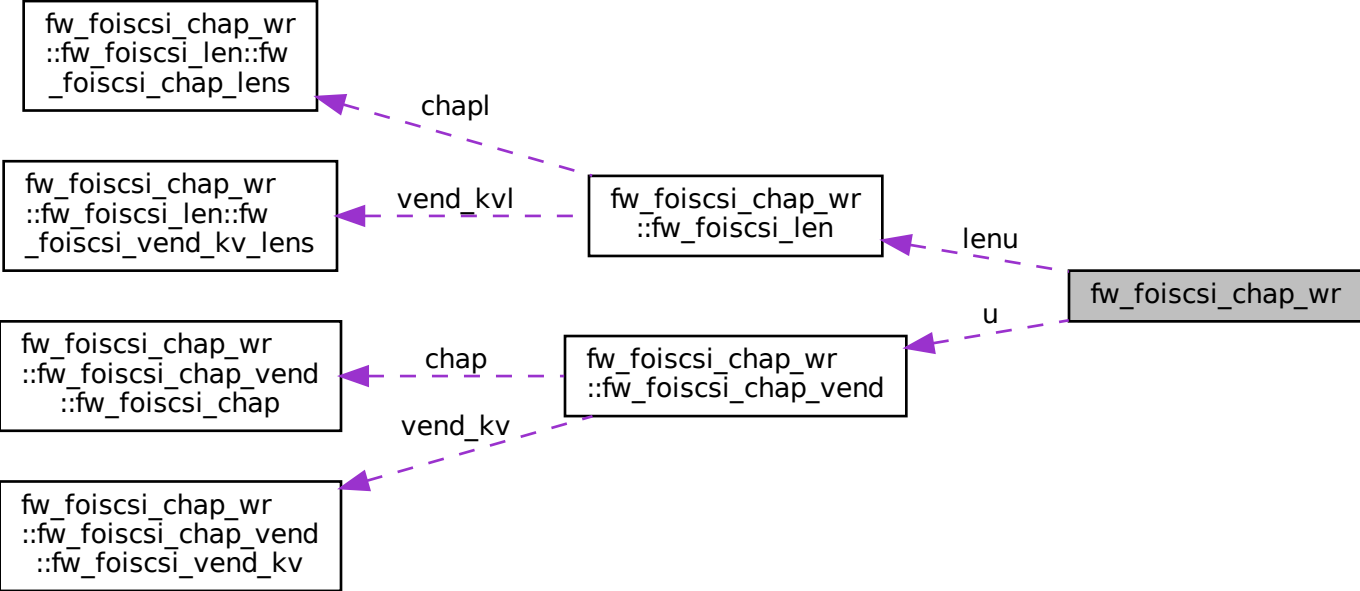 fw_foiscsi_chap_wr
::fw_foiscsi_len::fw
_foiscsi_chap_lens
chapl
fw_foiscsi_chap_wr
::fw_foiscsi_len::fw
_foiscsi_vend_kv_lens
vend_kvl
fw_foiscsi_chap_wr
::fw_foiscsi_len
lenu
fw_foiscsi_chap_wr
u
fw_foiscsi_chap_wr
::fw_foiscsi_chap_vend
::fw_foiscsi_chap
chap
fw_foiscsi_chap_wr
::fw_foiscsi_chap_vend
vend_kv
fw_foiscsi_chap_wr
::fw_foiscsi_chap_vend
::fw_foiscsi_vend_kv